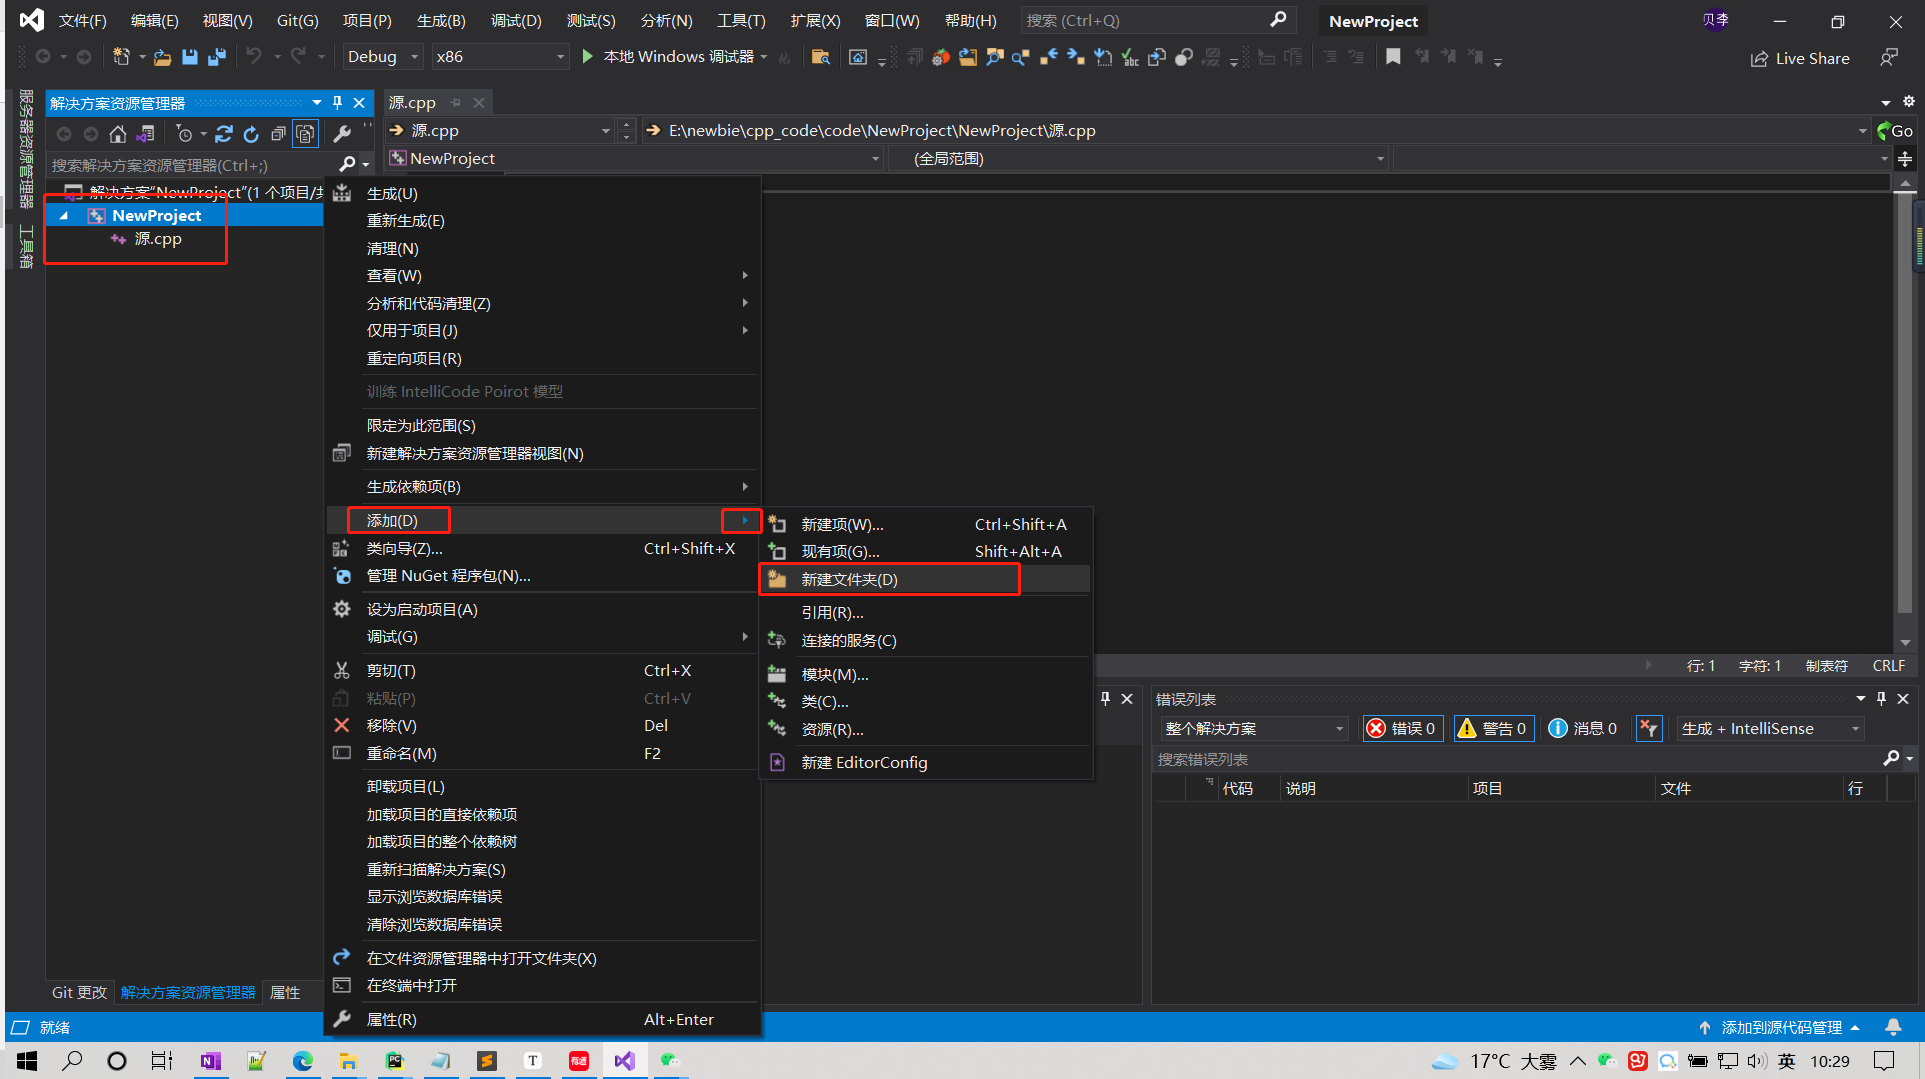 文件(F) 编辑(E) 视图(V) Git(G) 项目(P) 生成(B) 调试(D) 测试(S) 分析(N) 工具(T) 扩展(X) 窗口(W) 帮助(H) 搜索 (Ctrl+Q) NewProject 贝李
Debug x86 本地 Windows 调试器 Live Share
服务器资源管理器
工具箱
解决方案资源管理器
搜索解决方案资源管理器(Ctrl+;)
解决方案"NewProject"(1 个项目/共
NewProject
源.cpp
源.cpp
源.cpp E:\newbie\cpp_code\code\NewProject\NewProject\源.cpp Go
NewProject (全局范围)
生成(U)
重新生成(E)
清理(N)
查看(W)
分析和代码清理(Z)
仅用于项目(J)
重定向项目(R)
训练 IntelliCode Poirot 模型
限定为此范围(S)
新建解决方案资源管理器视图(N)
生成依赖项(B)
添加(D)
类向导(Z)... Ctrl+Shift+X
管理 NuGet 程序包(N)...
设为启动项目(A)
调试(G)
剪切(T) Ctrl+X
粘贴(P) Ctrl+V
移除(V) Del
重命名(M) F2
卸载项目(L)
加载项目的直接依赖项
加载项目的整个依赖树
重新扫描解决方案(S)
显示浏览数据库错误
清除浏览数据库错误
在文件资源管理器中打开文件夹(X)
在终端中打开
属性(R) Alt+Enter
新建项(W)... Ctrl+Shift+A
现有项(G)... Shift+Alt+A
新建文件夹(D)
引用(R)...
连接的服务(C)
模块(M)...
类(C)...
资源(R)...
新建 EditorConfig
行: 1 字符: 1 制表符 CRLF
错误列表
整个解决方案 错误 0 警告 0 消息 0 生成 + IntelliSense
搜索错误列表
代码 说明 项目 文件 行
Git 更改 解决方案资源管理器 属性
就绪 添加到源代码管理
17°C 大雾 英 10:29